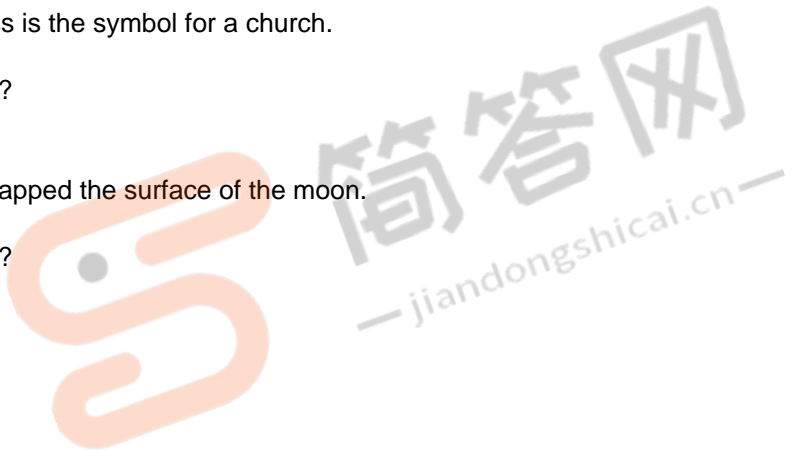 s is the symbol for a church.
?
apped the surface of the moon.
?
简答网
jiandongshicai.cn